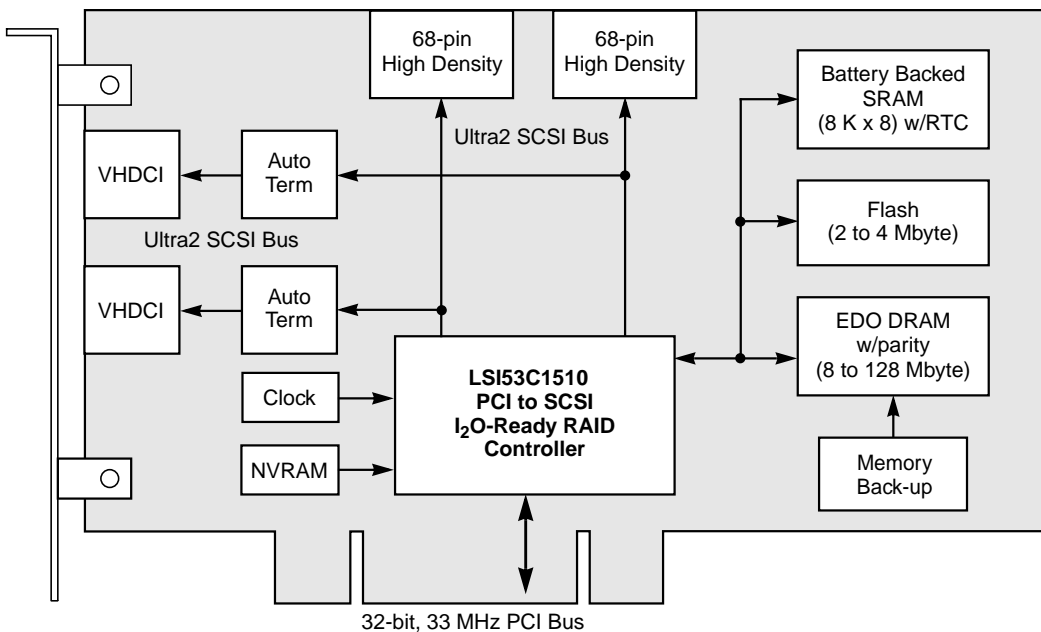 68-pin
High Density
68-pin
High Density
Battery Backed
SRAM
(8 K x 8) w/RTC
Ultra2 SCSI Bus
VHDCI
Auto
Term
Flash
(2 to 4 Mbyte)
Ultra2 SCSI Bus
VHDCI
Auto
Term
EDO DRAM
w/parity
(8 to 128 Mbyte)
LSI53C1510
PCI to SCSI
I₂O-Ready RAID
Controller
Clock
NVRAM
Memory
Back-up
32-bit, 33 MHz PCI Bus